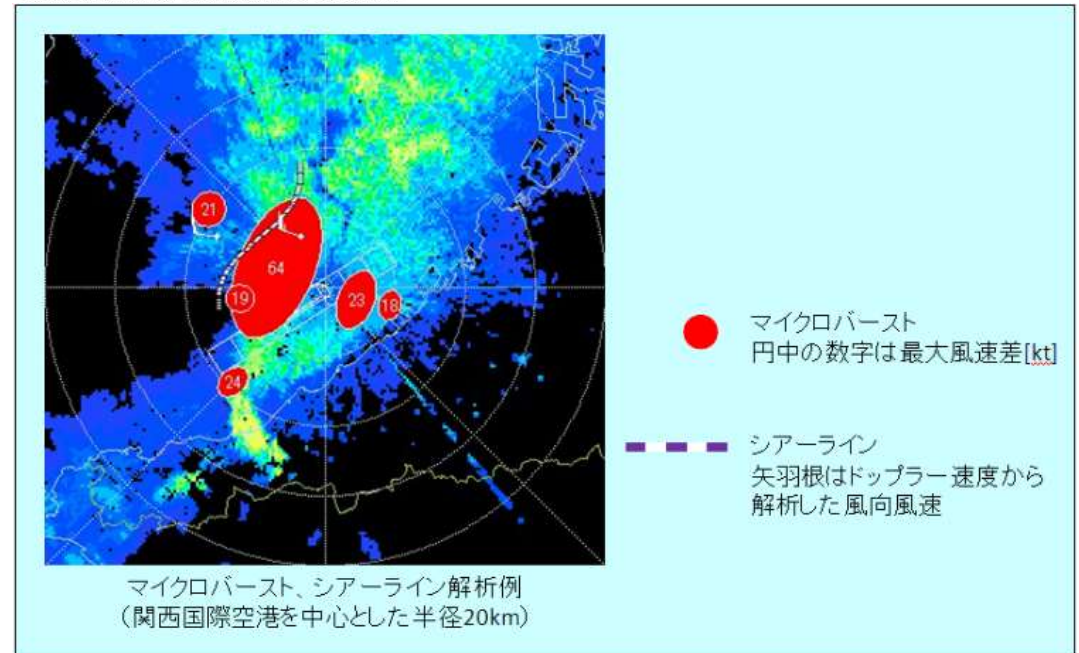 21
64
19
23
18
24
マイクロバースト
円中の数字は最大風速差[kt]
シアーライン
矢羽根はドップラー速度から
解析した風向風速
マイクロバースト、シアーライン解析例
（関西国際空港を中心とした半径20km）